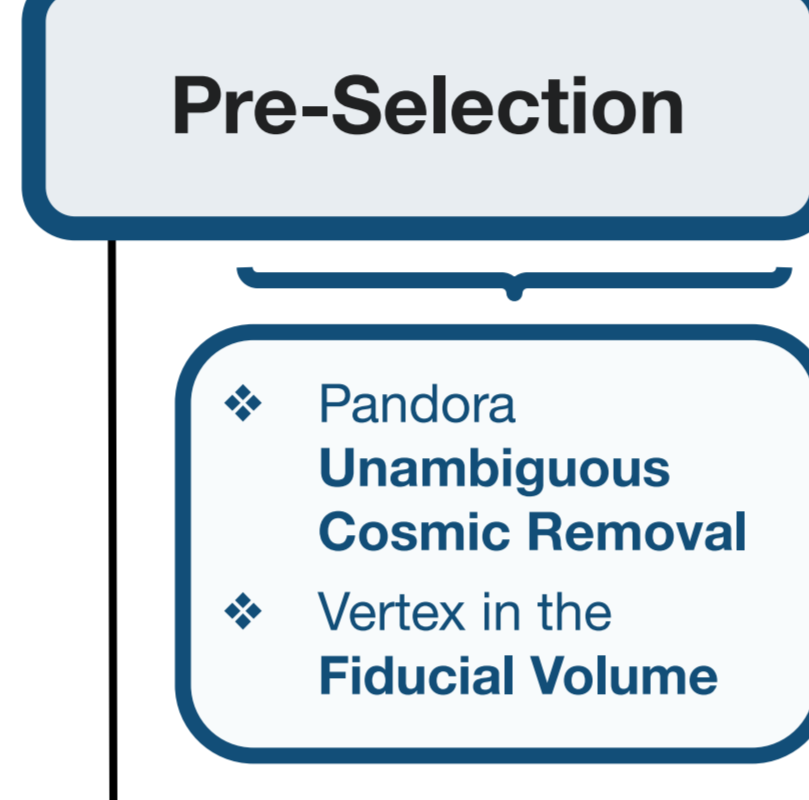 Pre-Selection
❖ Pandora
Unambiguous
Cosmic Removal
❖ Vertex in the
Fiducial Volume